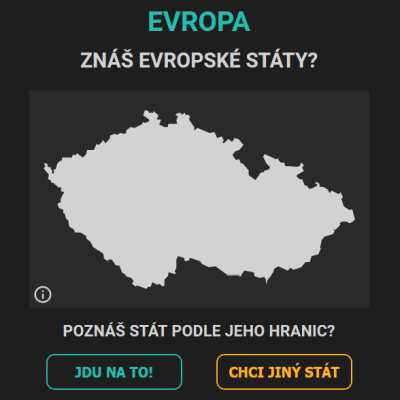 EVROPA
ZNÁŠ EVROPSKÉ STÁTY?
POZNÁŠ STÁT PODLE JEHO HRANIC?
JDU NA TO!
CHCI JINÝ STÁT